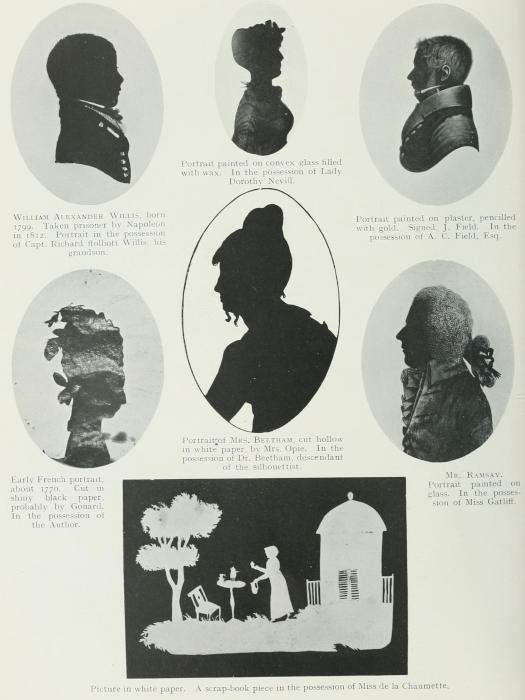 Portrait painted on convex glass filled
with wax. In the possession of Lady
Dorothy Nevill.
WILLIAM ALEXANDER WILLIS, born
1799. Taken prisoner by Napoleon
in 1812. Portrait in the possession
of Capt. Richard ffolliott Willis, his
grandson.
Portrait painted on plaster, pencilled
with gold. Signed, J. Field. In the
possession of A. C. Field, Esq.
Portrait of MRS. BEETHAM, cut hollow
in white paper, by Mrs. Opie. In the
possession of Dr. Beetham, descendant
of the silhouettist.
Early French portrait,
about 1770. Cut in
shiny black paper,
probably by Gonard.
In the possession of
the Author.
MR. RAMSAY.
Portrait painted on
glass. In the posses-
sion of Miss Gatliff.
Picture in white paper. A scrap-book piece in the possession of Miss de la Chaumette.